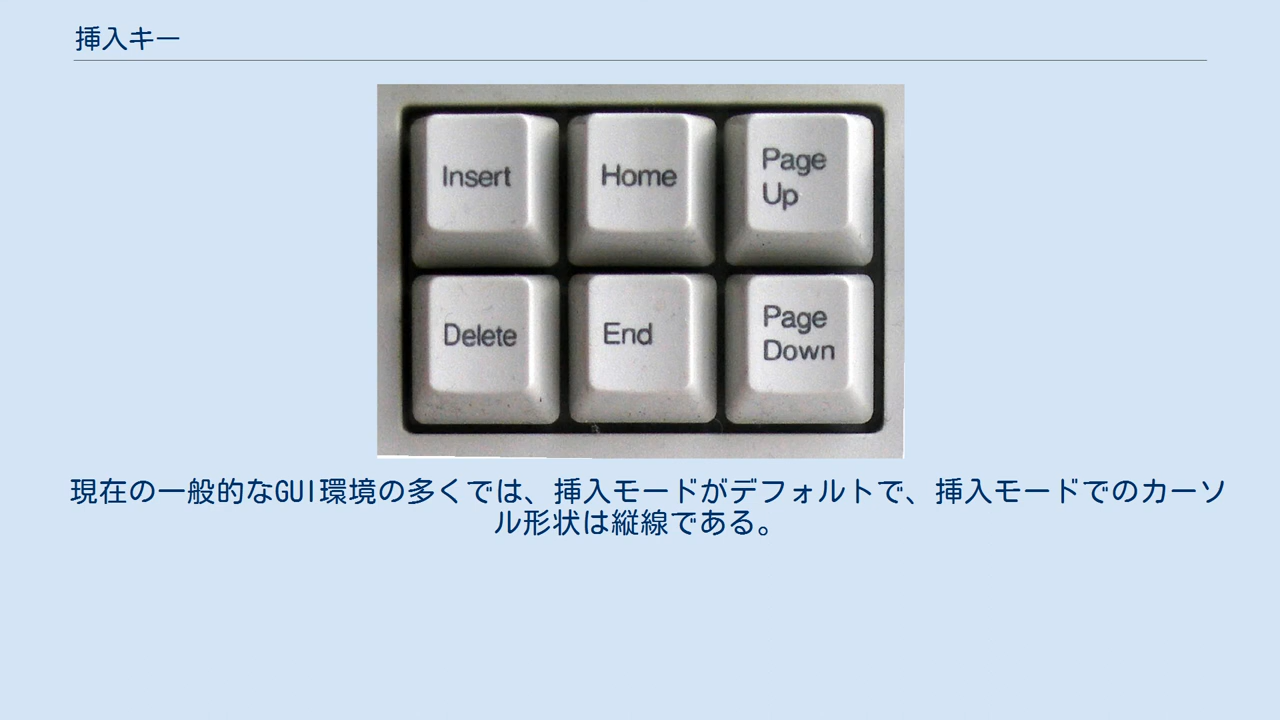 挿入キー
Insert Home Page Up
Delete End Page Down
現在の一般的なGUI環境の多くでは、挿入モードがデフォルトで、挿入モードでのカーソ
ル形状は縦線である。